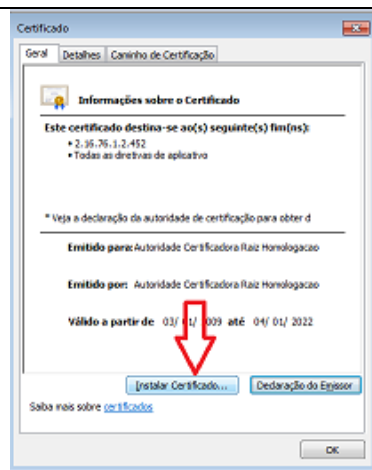 Certificado
Geral Detalhes Caminho de Certificação
Informações sobre o Certificado
Este certificado destina-se ao(s) seguinte(s) fim(ns):
• 2.16.76.1.2.452
• Todas as diretivas de aplicativo
* Veja a declaração da autoridade de certificação para obter d
Emitido para: Autoridade Certificadora Raiz Homologacao
Emitido por: Autoridade Certificadora Raiz Homologacao
Válido a partir de 03/ 01/ 2009 até 04/ 01/ 2022
Instalar Certificado... Declaração do Emissor
Saiba mais sobre certificados
OK